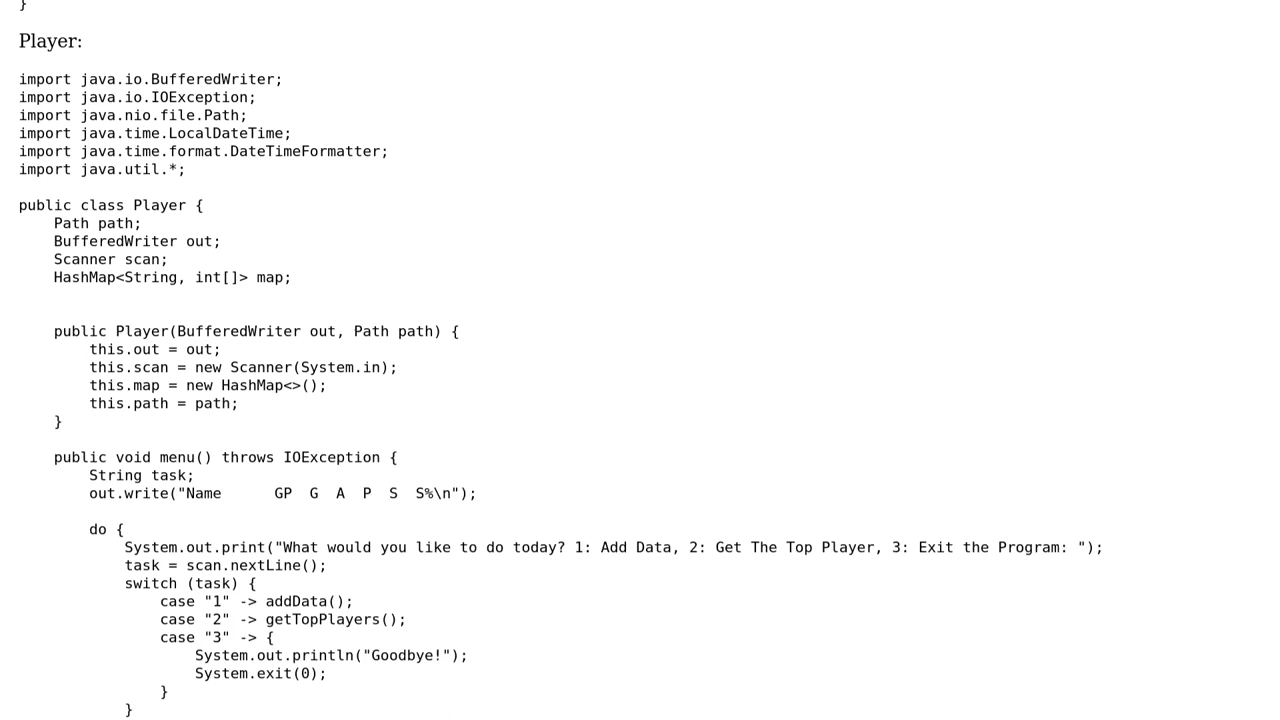 }
Player:
import java.io.BufferedWriter;
import java.io.IOException;
import java.nio.file.Path;
import java.time.LocalDateTime;
import java.time.format.DateTimeFormatter;
import java.util.*;

public class Player {
    Path path;
    BufferedWriter out;
    Scanner scan;
    HashMap<String, int[]> map;


    public Player(BufferedWriter out, Path path) {
        this.out = out;
        this.scan = new Scanner(System.in);
        this.map = new HashMap<>();
        this.path = path;
    }

    public void menu() throws IOException {
        String task;
        out.write("Name      GP  G  A  P  S  S%\n");

        do {
            System.out.print("What would you like to do today? 1: Add Data, 2: Get The Top Player, 3: Exit the Program: ");
            task = scan.nextLine();
            switch (task) {
                case "1" -> addData();
                case "2" -> getTopPlayers();
                case "3" -> {
                    System.out.println("Goodbye!");
                    System.exit(0);
                }
            }